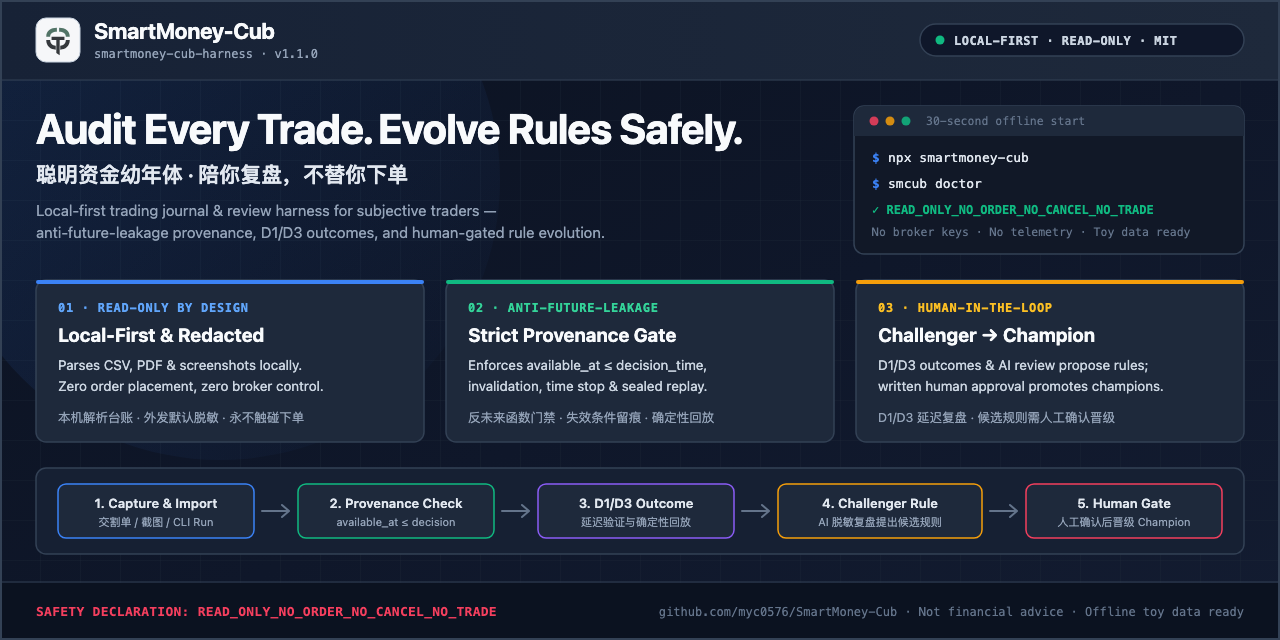 SmartMoney-Cub
smartmoney-cub-harness · v1.1.0
LOCAL-FIRST · READ-ONLY · MIT
Audit Every Trade. Evolve Rules Safely.
聪明资金幼年体 · 陪你复盘，不替你下单
Local-first trading journal & review harness for subjective traders —
anti-future-leakage provenance, D1/D3 outcomes, and human-gated rule evolution.
30-second offline start
$ npx smartmoney-cub
$ smcub doctor
✓ READ_ONLY_NO_ORDER_NO_CANCEL_NO_TRADE
No broker keys · No telemetry · Toy data ready
01 · READ-ONLY BY DESIGN
Local-First & Redacted
Parses CSV, PDF & screenshots locally.
Zero order placement, zero broker control.
本机解析台账 · 外发默认脱敏 · 永不触碰下单
02 · ANTI-FUTURE-LEAKAGE
Strict Provenance Gate
Enforces available_at ≤ decision_time,
invalidation, time stop & sealed replay.
反未来函数门禁 · 失效条件留痕 · 确定性回放
03 · HUMAN-IN-THE-LOOP
Challenger → Champion
D1/D3 outcomes & AI review propose rules;
written human approval promotes champions.
D1/D3 延迟复盘 · 候选规则需人工确认晋级
1. Capture & Import
交割单 / 截图 / CLI Run
2. Provenance Check
available_at ≤ decision
3. D1/D3 Outcome
延迟验证与确定性回放
4. Challenger Rule
AI 脱敏复盘提出候选规则
5. Human Gate
人工确认后晋级 Champion
SAFETY DECLARATION: READ_ONLY_NO_ORDER_NO_CANCEL_NO_TRADE
github.com/myc0576/SmartMoney-Cub · Not financial advice · Offline toy data ready